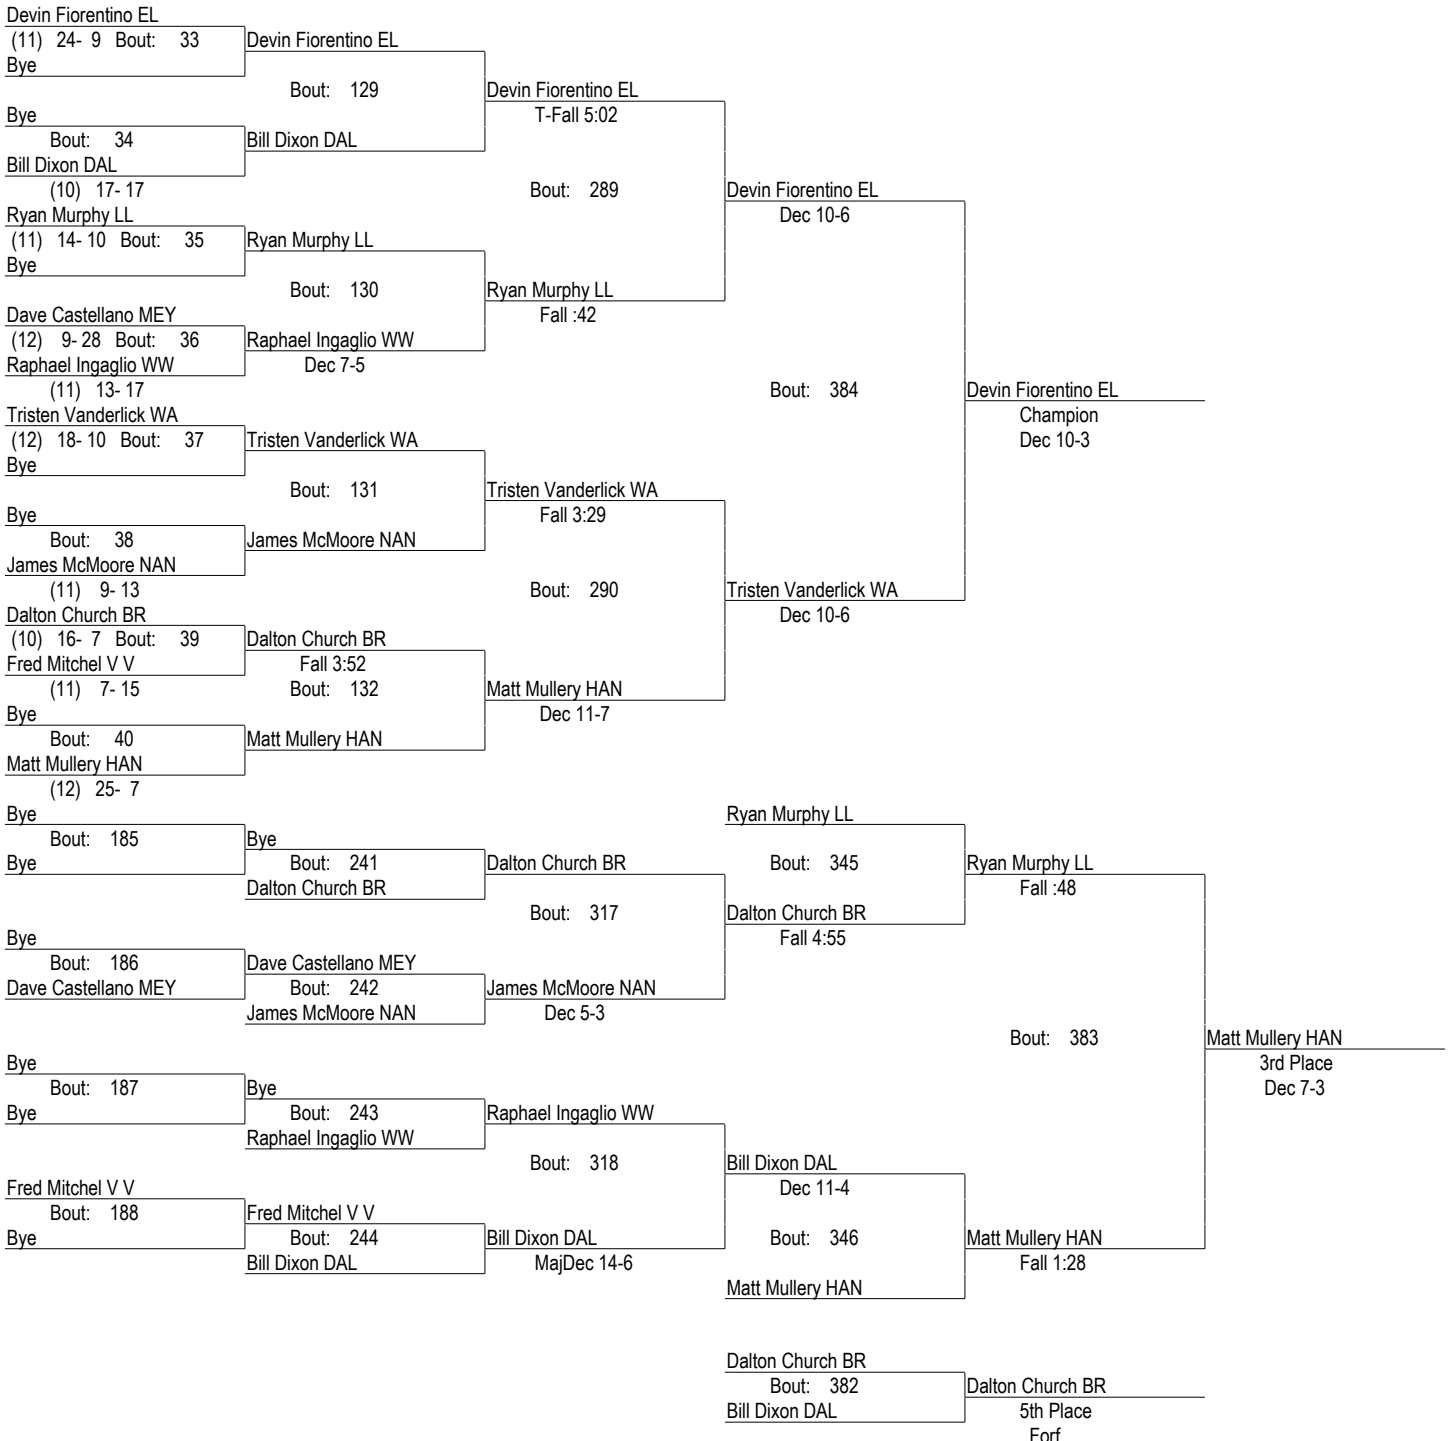 Devin Fiorentino EL
(11) 24- 9 Bout: 33 Devin Fiorentino EL
Bye
Bout: 129 Devin Fiorentino EL
Bye T-Fall 5:02
Bout: 34 Bill Dixon DAL
Bill Dixon DAL
(10) 17- 17 Bout: 289 Devin Fiorentino EL
Ryan Murphy LL Dec 10-6
(11) 14- 10 Bout: 35 Ryan Murphy LL
Bye
Bout: 130 Ryan Murphy LL
Dave Castellano MEY Fall :42
(12) 9- 28 Bout: 36 Raphael Ingaglio WW
Raphael Ingaglio WW Dec 7-5
(11) 13- 17 Bout: 384 Devin Fiorentino EL
Tristen Vanderlick WA Champion
(12) 18- 10 Bout: 37 Tristen Vanderlick WA Dec 10-3
Bye
Bout: 131 Tristen Vanderlick WA
Bye Fall 3:29
Bout: 38 James McMoore NAN
James McMoore NAN
(11) 9- 13 Bout: 290 Tristen Vanderlick WA
Dalton Church BR Dec 10-6
(10) 16- 7 Bout: 39 Dalton Church BR
Fred Mitchel V V Fall 3:52
(11) 7- 15 Bout: 132 Matt Mullery HAN
Bye Dec 11-7
Bout: 40 Matt Mullery HAN
Matt Mullery HAN
(12) 25- 7
Bye Ryan Murphy LL
Bout: 185 Bye
Bye Bout: 241 Dalton Church BR Bout: 345 Ryan Murphy LL
Dalton Church BR Fall :48
Bout: 317 Dalton Church BR
Bye Fall 4:55
Bout: 186 Dave Castellano MEY
Dave Castellano MEY Bout: 242 James McMoore NAN
James McMoore NAN Dec 5-3
Bout: 383 Matt Mullery HAN
Bye 3rd Place
Bout: 187 Bye Dec 7-3
Bye Bout: 243 Raphael Ingaglio WW
Raphael Ingaglio WW
Bout: 318 Bill Dixon DAL
Fred Mitchel V V Dec 11-4
Bout: 188 Fred Mitchel V V
Bye Bout: 244 Bill Dixon DAL Bout: 346 Matt Mullery HAN
Bill Dixon DAL MajDec 14-6 Fall 1:28
Matt Mullery HAN
Dalton Church BR
Bout: 382 Dalton Church BR
Bill Dixon DAL 5th Place
Forf